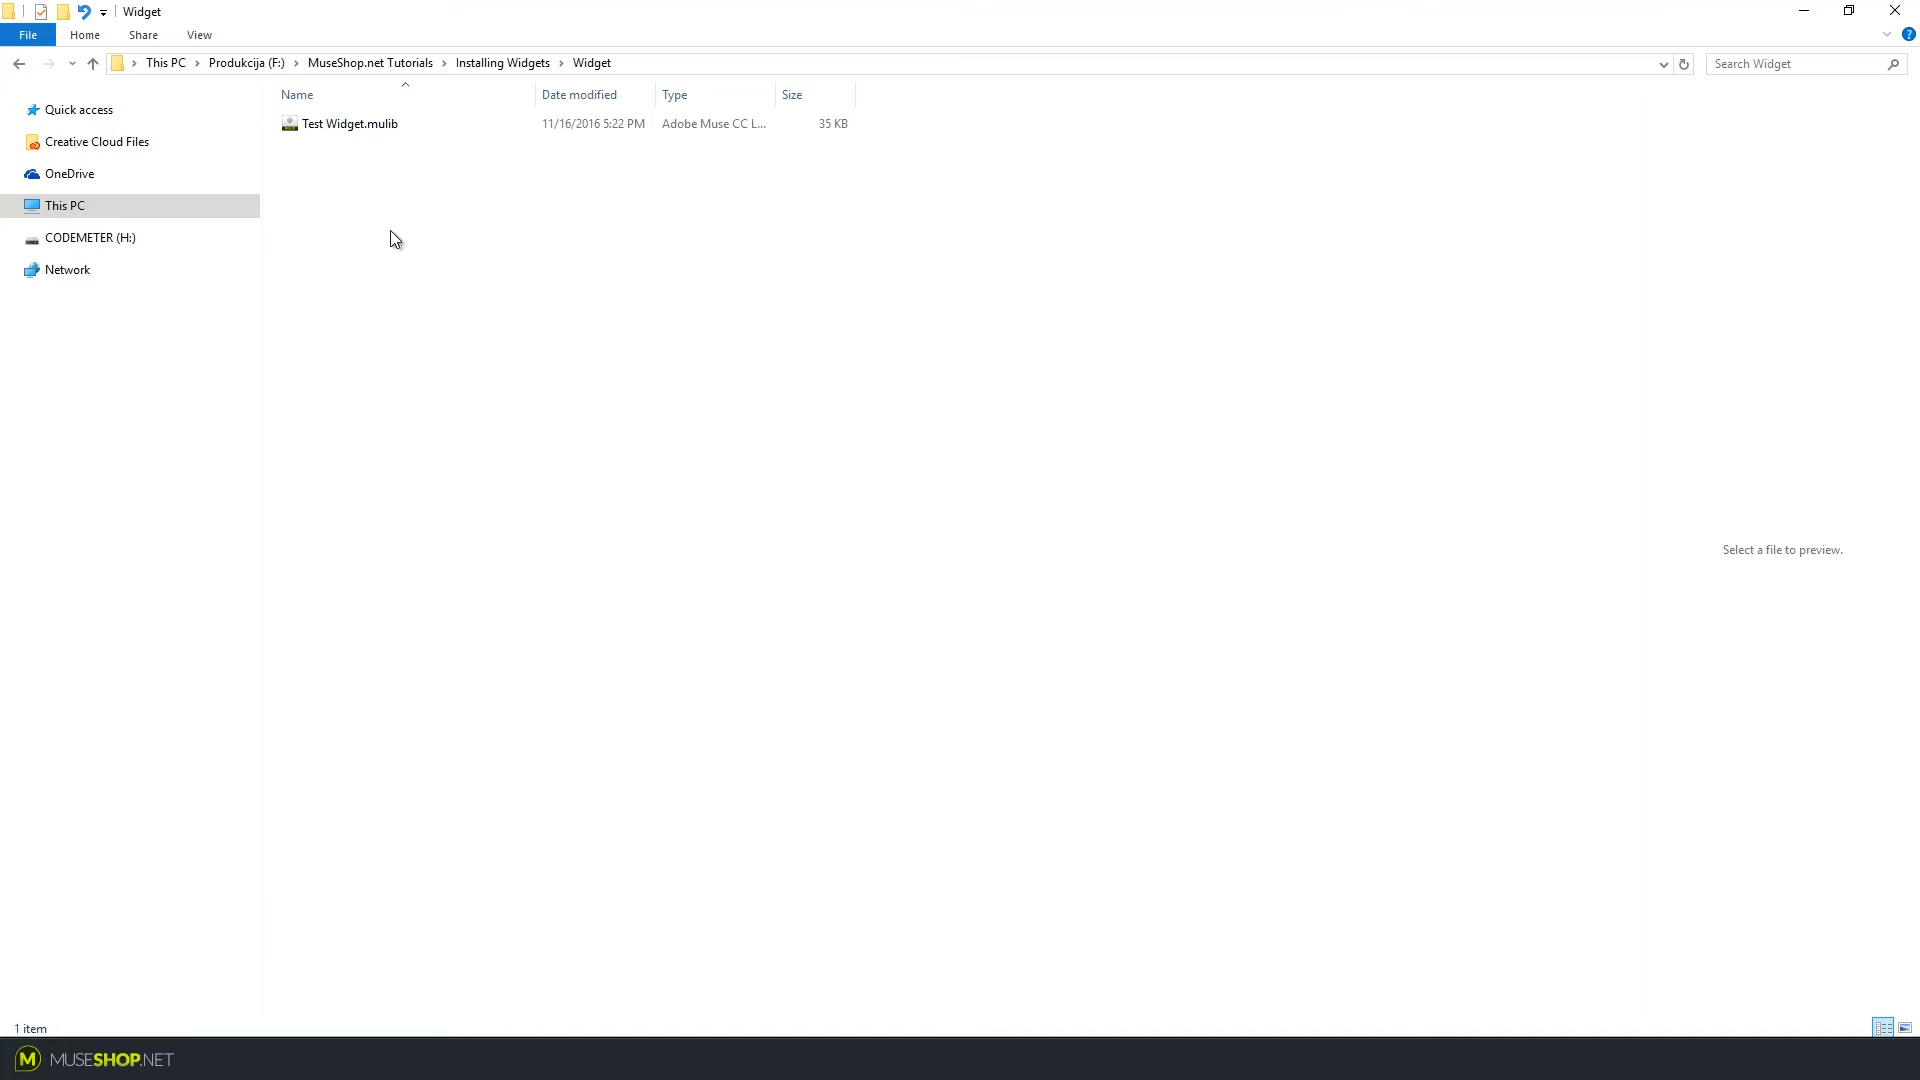 Widget
File Home Share View
This PC Produkcija (F:) MuseShop.net Tutorials Installing Widgets Widget Search Widget
Name Date modified Type Size
Test Widget.mulib 11/16/2016 5:22 PM Adobe Muse CC L... 35 KB
Quick access
Creative Cloud Files
OneDrive
This PC
CODEMETER (H:)
Network
Select a file to preview.
1 item
M MUSESHOP.NET